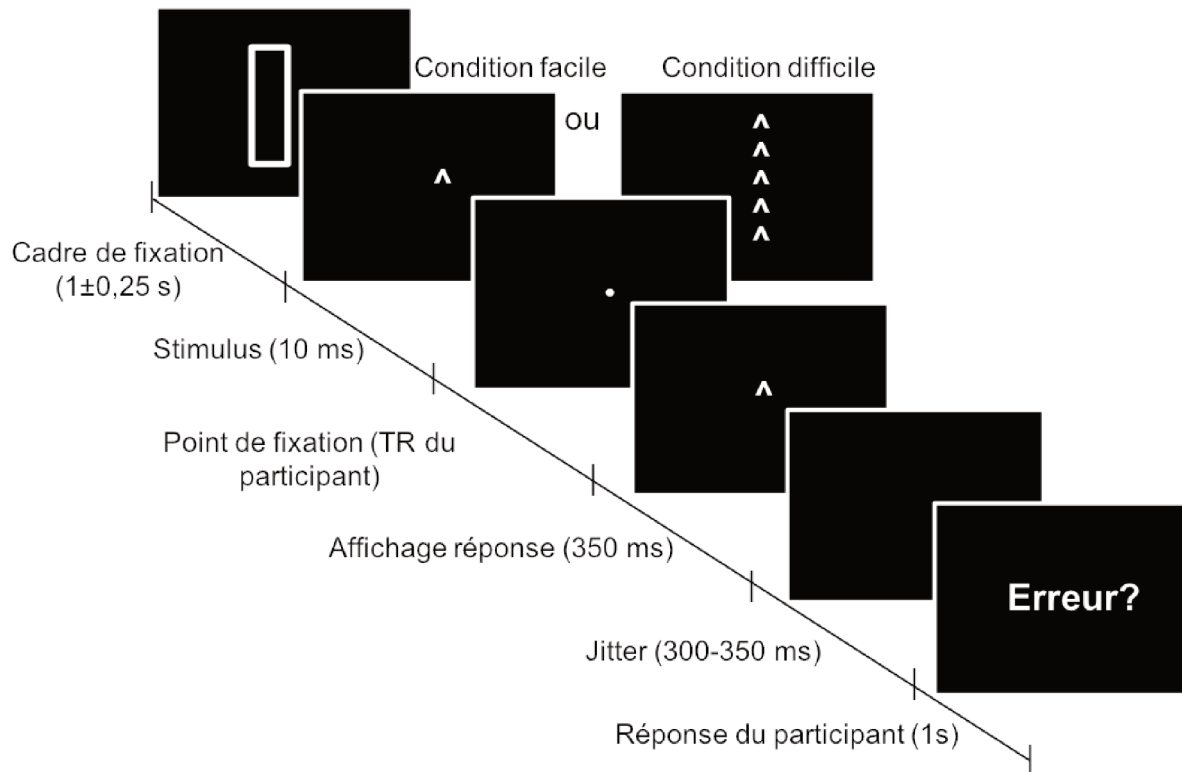 Condition facile
Condition difficile
ou
Cadre de fixation
(1±0,25 s)
Stimulus (10 ms)
Point de fixation (TR du
participant)
Affichage réponse (350 ms)
Jitter (300-350 ms)
Erreur?
Réponse du participant (1s)